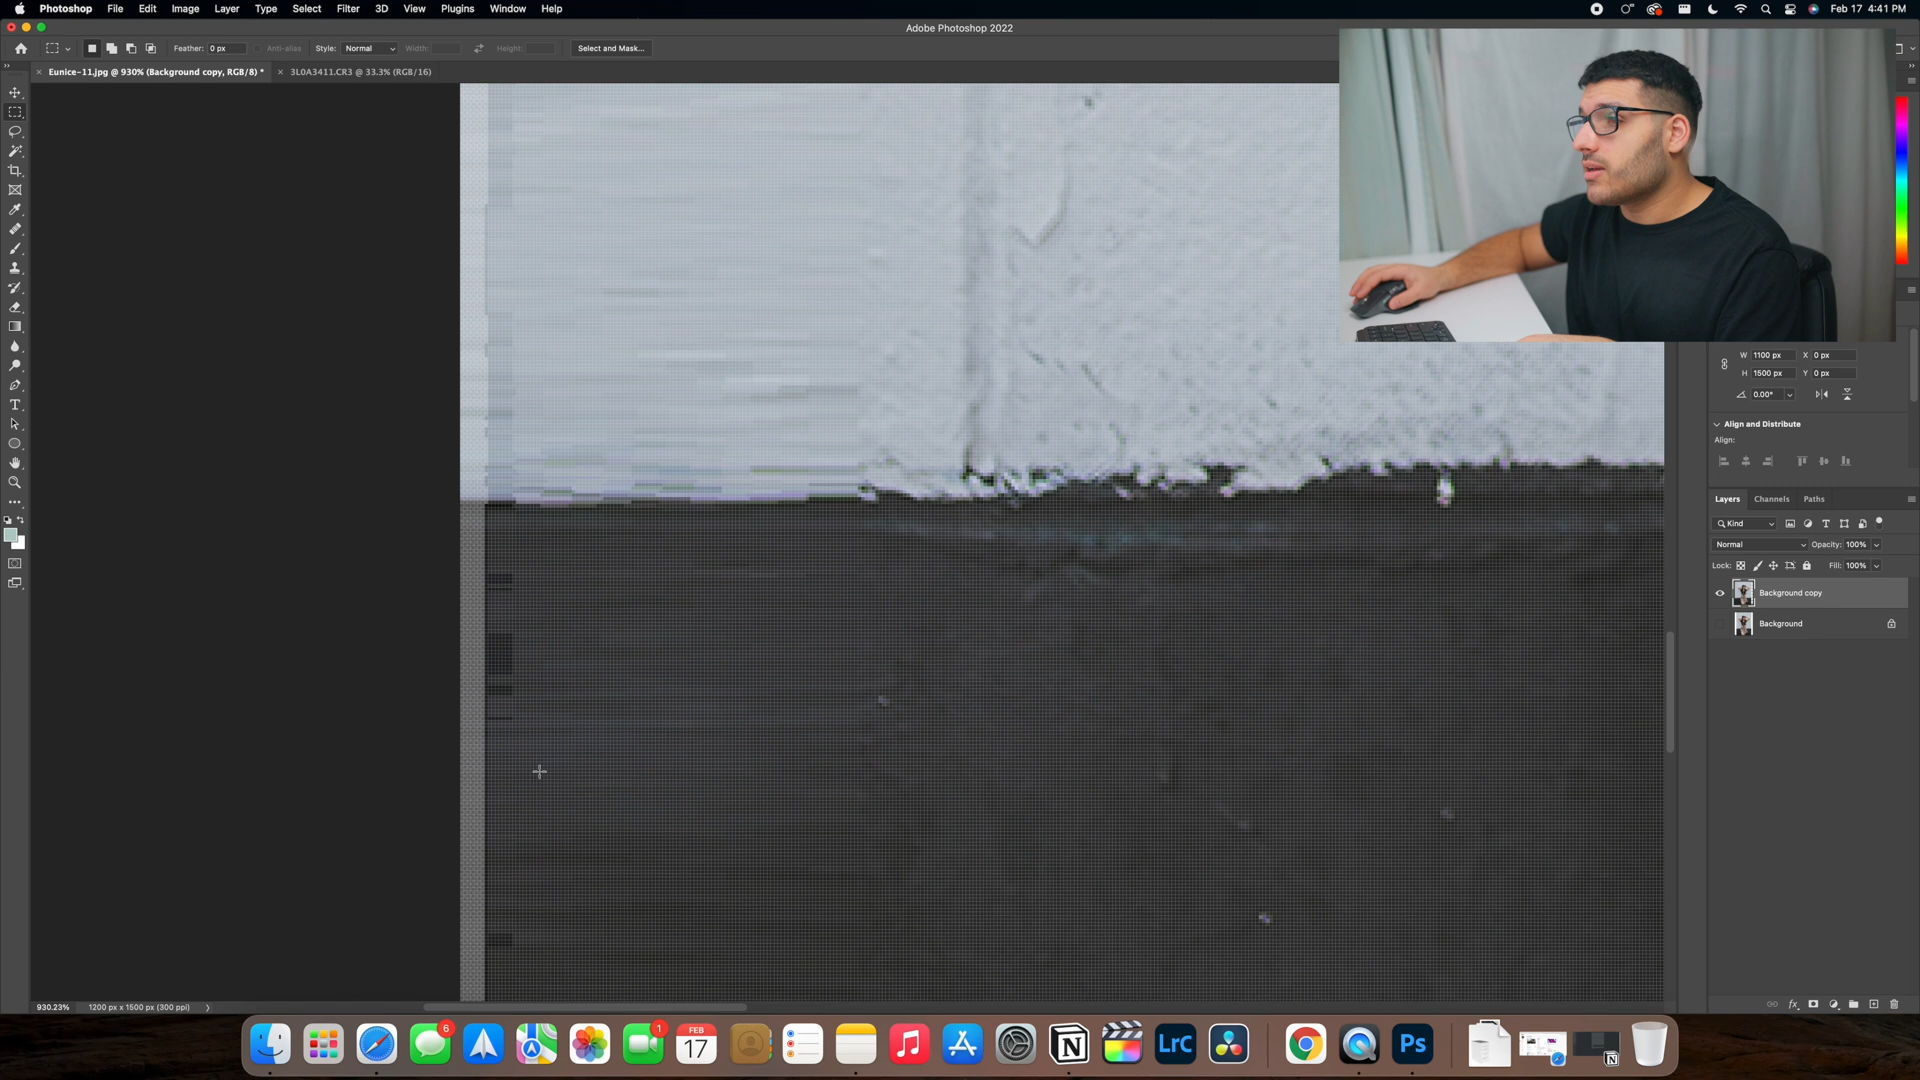 Photoshop File Edit Image Layer Type Select Filter 3D View Plugins Window Help Feb 17 4:41 PM
Adobe Photoshop 2022
Feather: 0 px Anti-alias Style: Normal Width: Height: Select and Mask...
Eunice-11.jpg @ 930% (Background copy, RGB/8) * 3L0A3411.CR3 @ 33.3% (RGB/16)
W 1100 px X 0 px
H 1500 px Y 0 px
0.00°
Align and Distribute
Align:
Layers Channels Paths
Kind
Normal Opacity: 100%
Lock: Fill: 100%
Background copy
Background
930.23% 1200 px x 1500 px (300 ppi)
6 1 FEB 17 LrC Ps